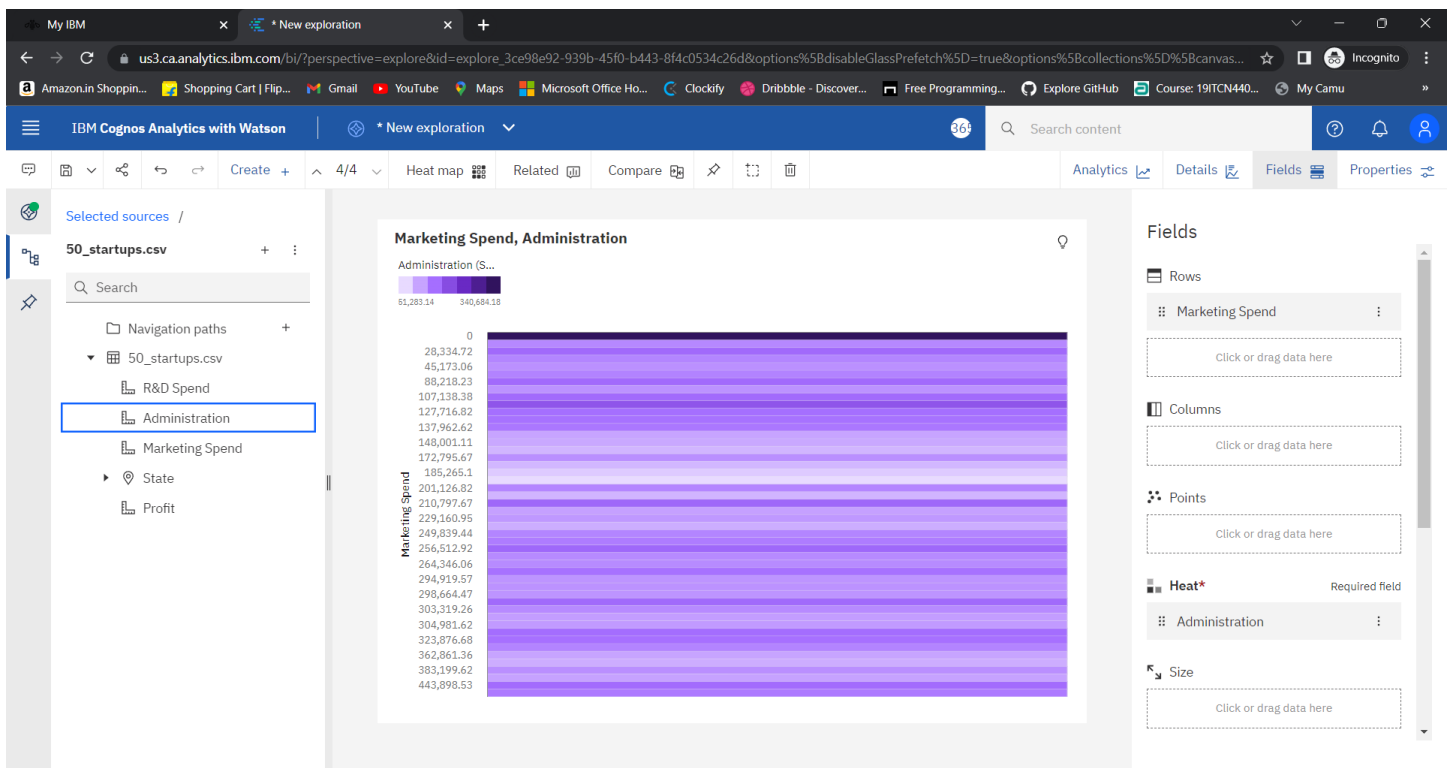 My IBM
* New exploration
us3.ca.analytics.ibm.com/bi/?perspective=explore&id=explore_3ce98e92-939b-45f0-b443-8f4c0534c26d&options%5BdisableGlassPrefetch%5D=true&options%5Bcollections%5D%5Bcanvas...
Incognito
Amazon.in Shoppin...
Shopping Cart | Flip...
Gmail
YouTube
Maps
Microsoft Office Ho...
Clockify
Dribbble - Discover...
Free Programming...
Explore GitHub
Course: 19ITCN440...
My Camu
»
IBM Cognos Analytics with Watson
* New exploration
365
Search content
Create +
4/4
Heat map
Related
Compare
Analytics
Details
Fields
Properties
Selected sources /
50_startups.csv
Search
Navigation paths
50_startups.csv
R&D Spend
Administration
Marketing Spend
State
Profit
Marketing Spend, Administration
Administration (S...
51,283.14 340,684.18
Marketing Spend
0
28,334.72
45,173.06
88,218.23
107,138.38
127,716.82
137,962.62
148,001.11
172,795.67
185,265.1
201,126.82
210,797.67
229,160.95
249,839.44
256,512.92
264,346.06
294,919.57
298,664.47
303,319.26
304,981.62
323,876.68
362,861.36
383,199.62
443,898.53
Fields
Rows
Marketing Spend
Click or drag data here
Columns
Click or drag data here
Points
Click or drag data here
Heat* Required field
Administration
Size
Click or drag data here